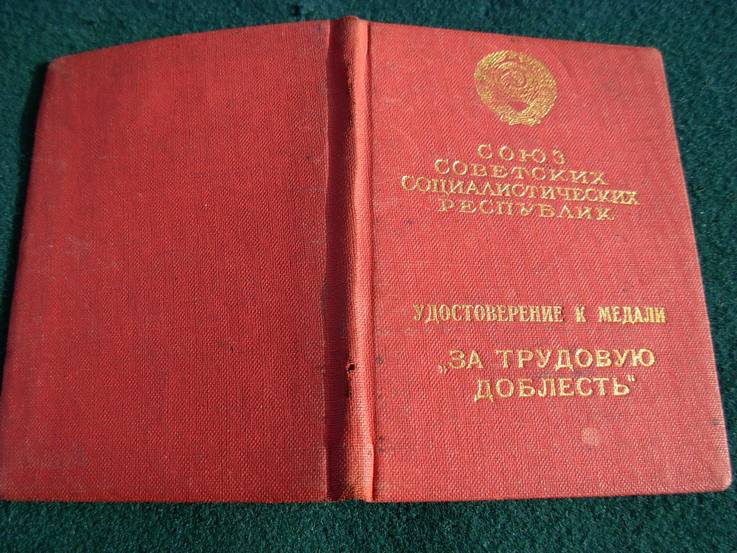 СОЮЗ
СОВЕТСКИХ
СОЦИАЛИСТИЧЕСКИХ
РЕСПУБЛИК
УДОСТОВЕРЕНИЕ К МЕДАЛИ
„ЗА ТРУДОВУЮ
ДОБЛЕСТЬ"